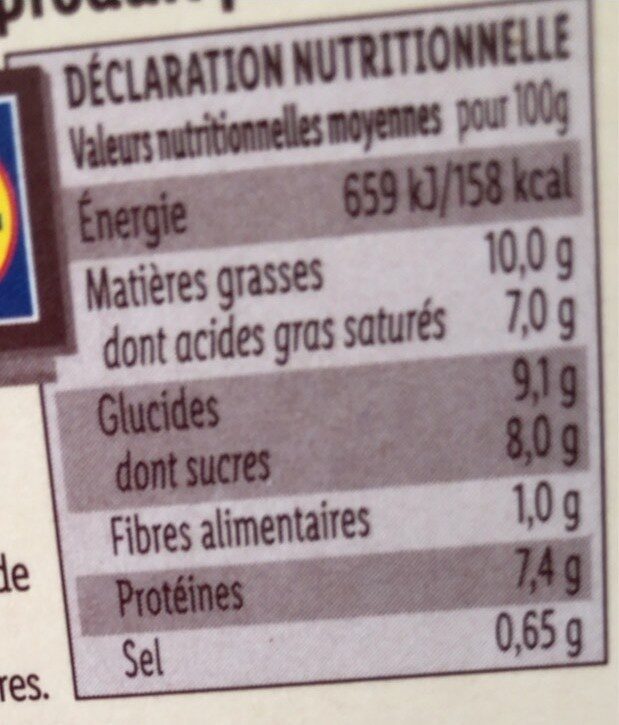 DÉCLARATION NUTRITIONNELLE
Valeurs nutritionnelles moyennes pour 100g
Énergie 659 kJ/158 kcal
Matières grasses 10,0 g
dont acides gras saturés 7,0 g
Glucides 9,1 g
dont sucres 8,0 g
Fibres alimentaires 1,0 g
Protéines 7,4 g
Sel 0,65 g
de
res.